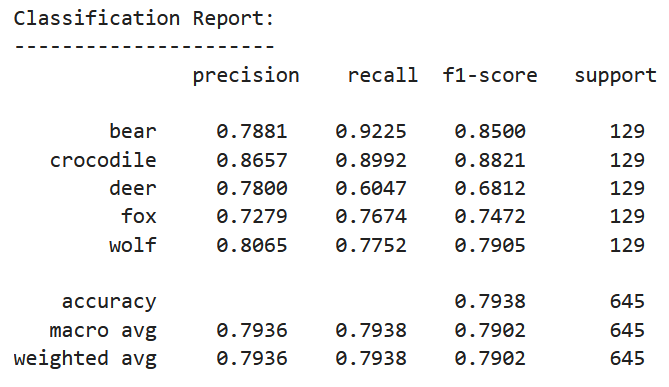 Classification Report:
----------------------
precision recall f1-score support
bear 0.7881 0.9225 0.8500 129
crocodile 0.8657 0.8992 0.8821 129
deer 0.7800 0.6047 0.6812 129
fox 0.7279 0.7674 0.7472 129
wolf 0.8065 0.7752 0.7905 129
accuracy 0.7938 645
macro avg 0.7936 0.7938 0.7902 645
weighted avg 0.7936 0.7938 0.7902 645